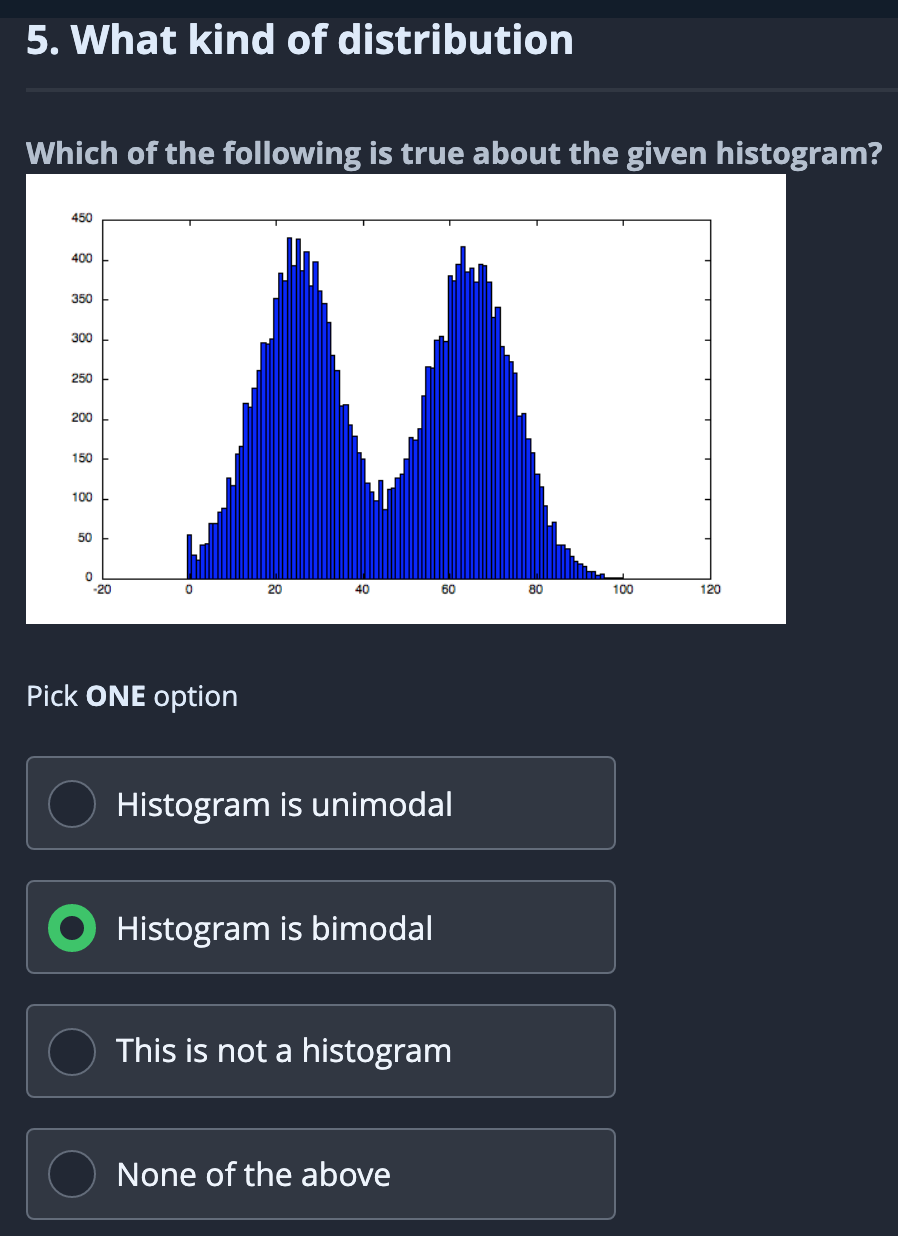 5. What kind of distribution
Which of the following is true about the given histogram?
450
400
350
300
250
200
150
100
50
0
-20 0 20 40 60 80 100 120
Pick ONE option
Histogram is unimodal
Histogram is bimodal
This is not a histogram
None of the above